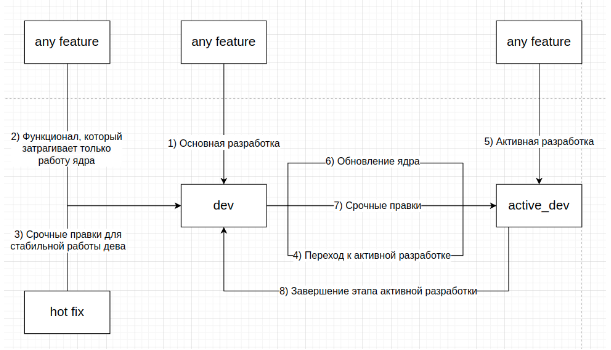 any feature
any feature
any feature
2) Функционал, который
затрагивает только
работу ядра
1) Основная разработка
5) Активная разработка
6) Обновление ядра
dev
7) Срочные правки
active_dev
3) Срочные правки для
стабильной работы дева
4) Переход к активной разработке
8) Завершение этапа активной разработки
hot fix